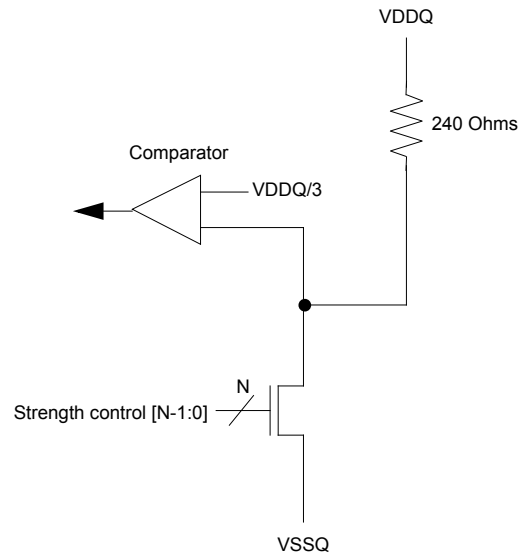 VDDQ
240 Ohms
Comparator
VDDQ/3
N
Strength control [N-1:0]
VSSQ